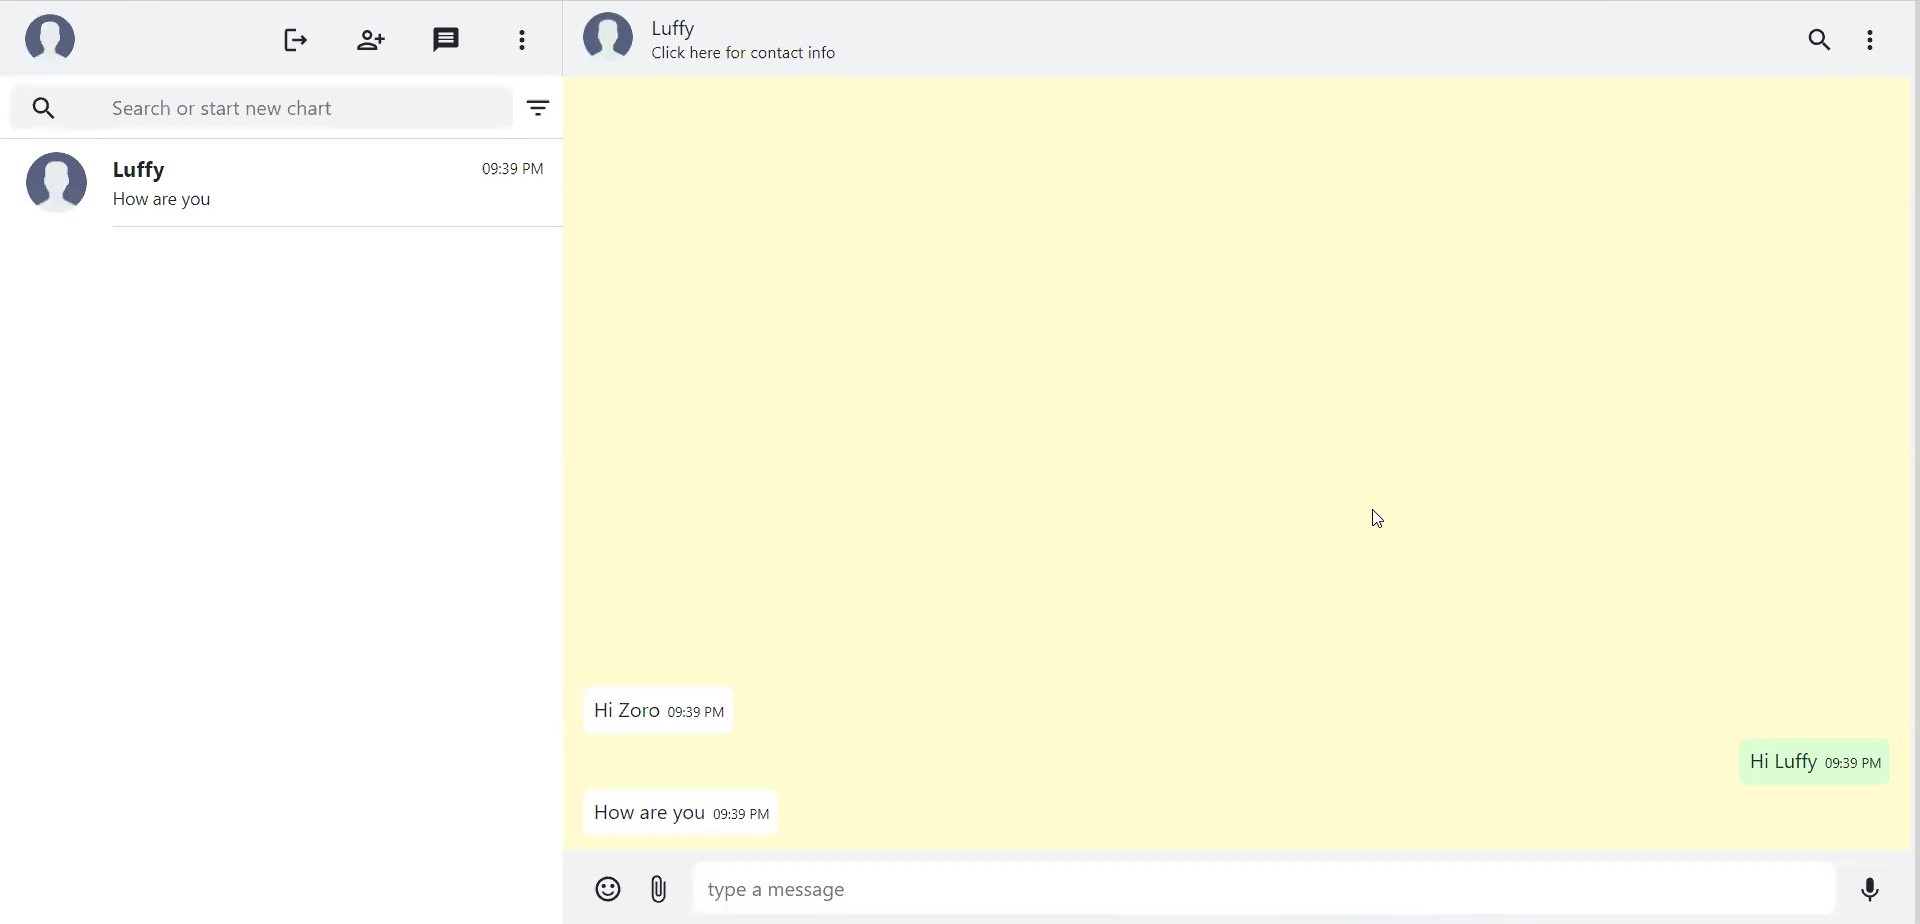 Luffy
Click here for contact info
Search or start new chart
Luffy 09:39 PM
How are you
Hi Zoro 09:39 PM
Hi Luffy 09:39 PM
How are you 09:39 PM
type a message